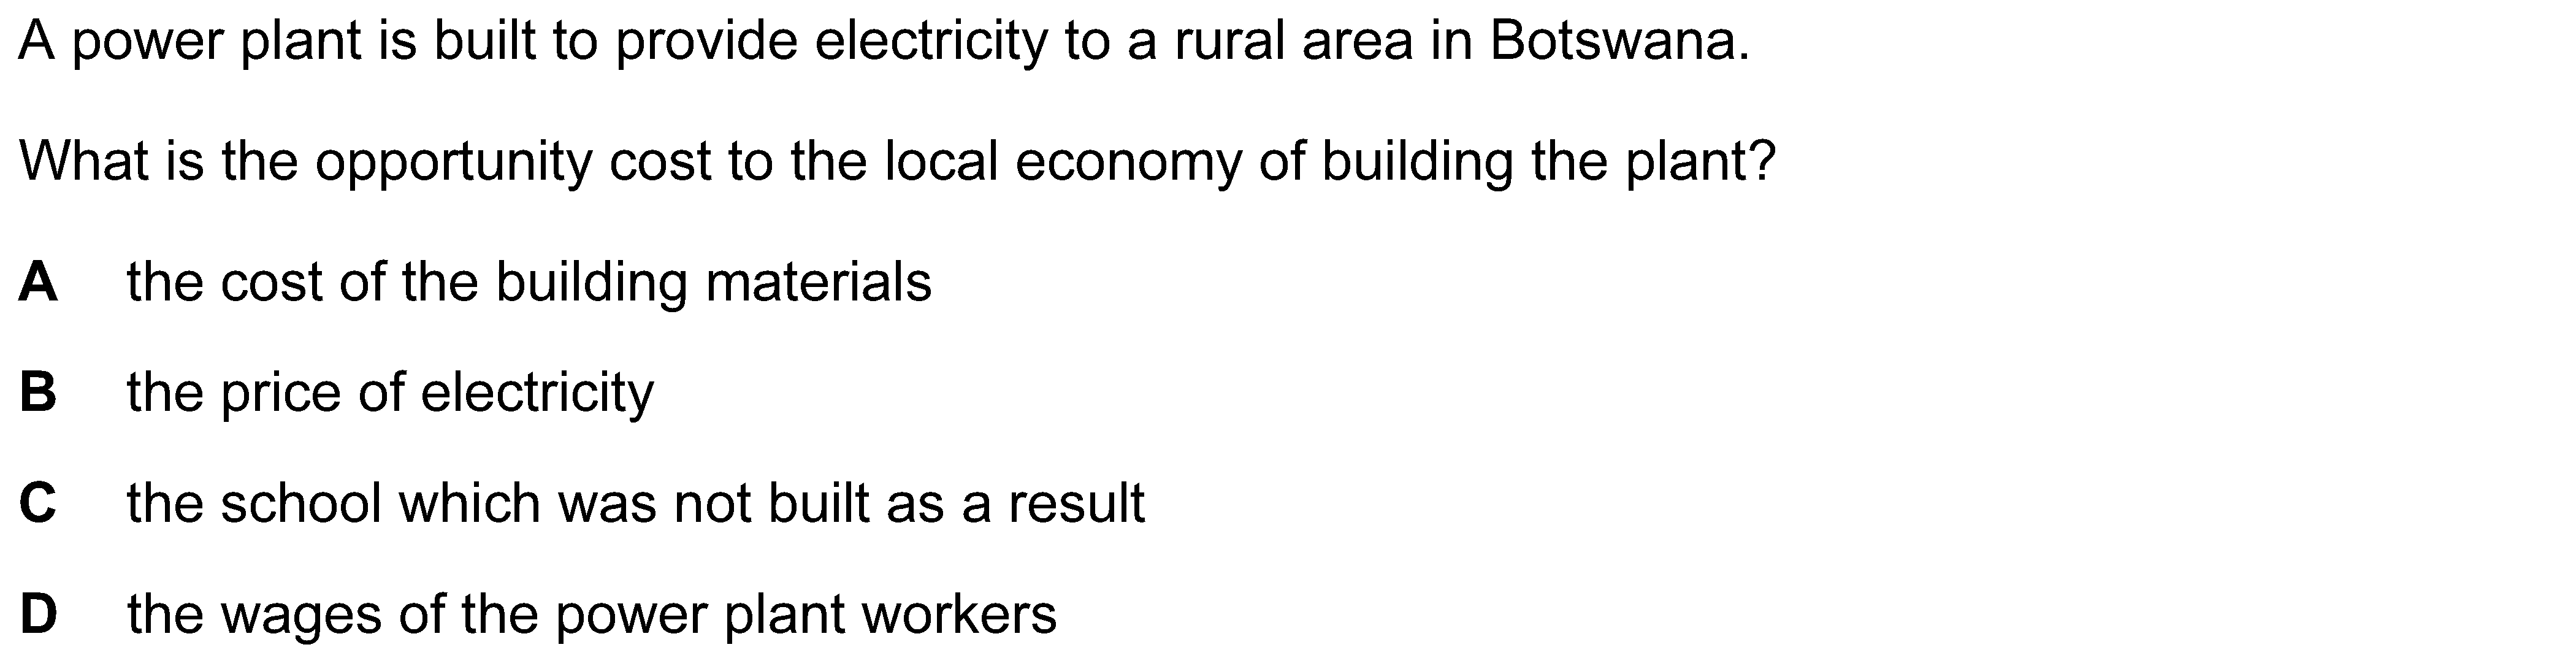 A power plant is built to provide electricity to a rural area in Botswana.
What is the opportunity cost to the local economy of building the plant?
A the cost of the building materials
B the price of electricity
C the school which was not built as a result
D the wages of the power plant workers